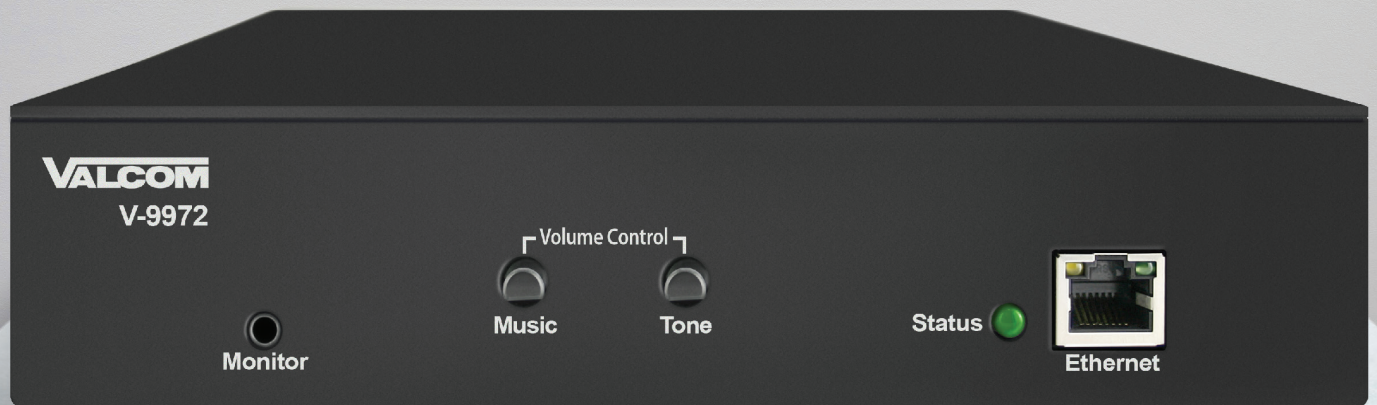 VALCOM
V-9972
Volume Control
Music
Tone
Monitor
Status
Ethernet